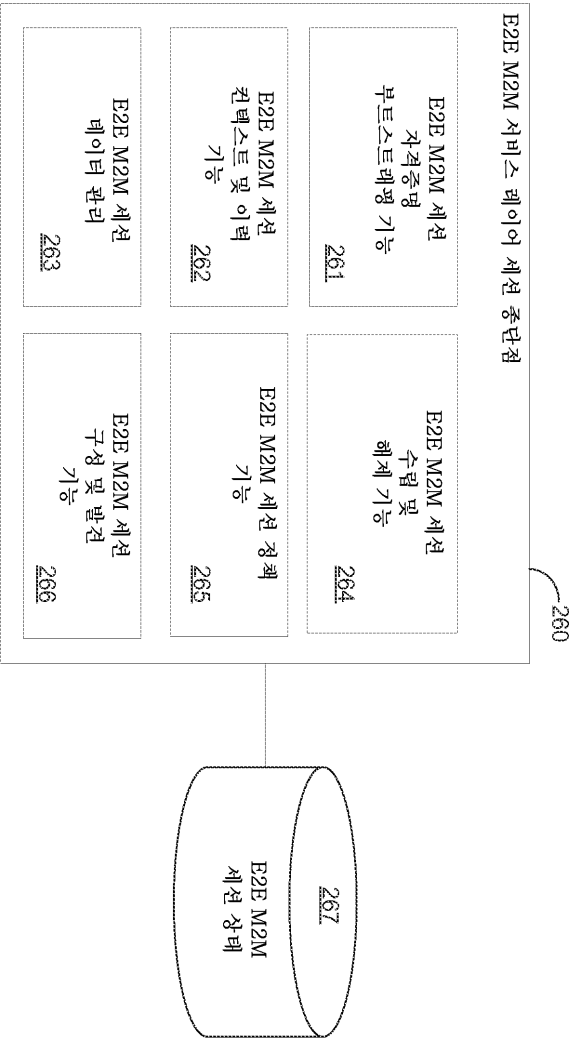 E2E M2M 서비스 레이어 세션 종단점
260
E2E M2M 세션
자격증명
부트스트래핑 기능
261
E2E M2M 세션
수립 및
해제 기능
264
E2E M2M 세션
컨텍스트 및 이력
기능
262
E2E M2M 세션 정책
기능
265
E2E M2M 세션
데이터 관리
263
E2E M2M 세션
구성 및 발견
기능
266
267
E2E M2M
세션 상태